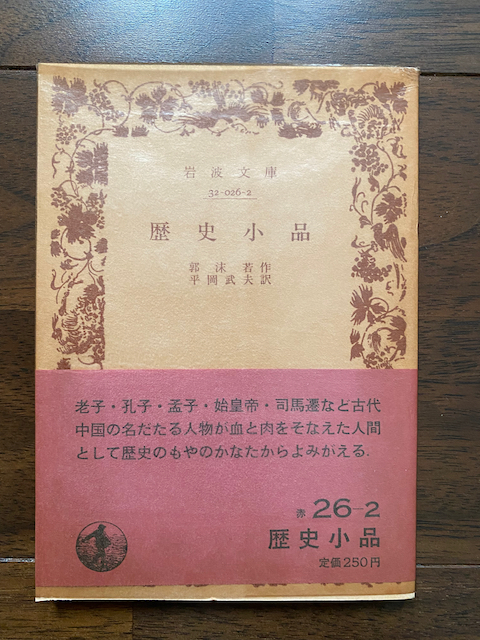 岩波文庫
32-026-2
歴史小品
郭沫若作
平岡武夫訳
老子・孔子・孟子・始皇帝・司馬遷など古代
中国の名だたる人物が血と肉をそなえた人間
として歴史のもやのかなたからよみがえる.
赤 26-2
歴史小品
定価250円